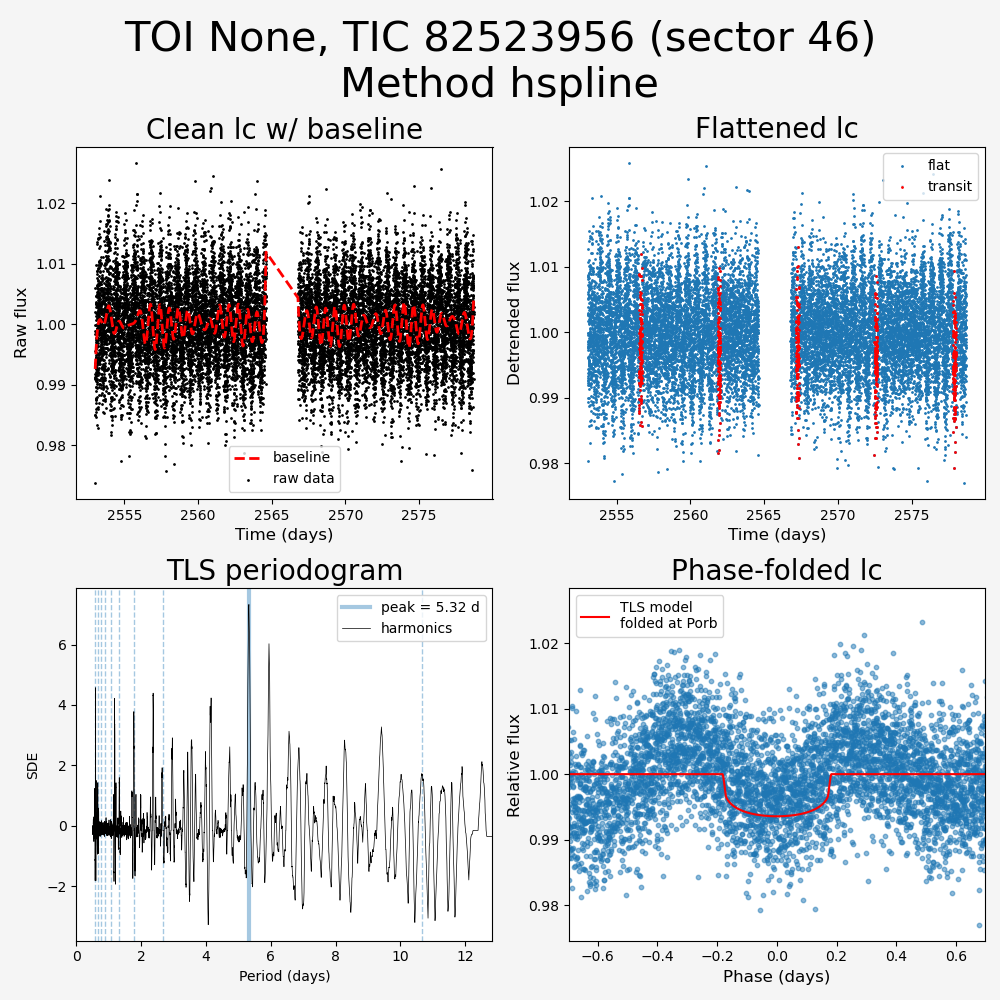 TOI None, TIC 82523956 (sector 46)
Method hspline
Clean lc w/ baseline
Raw flux
1.02
1.01
1.00
0.99
0.98
baseline
raw data
2555
2560
2565
2570
2575
Time (days)
Flattened lc
Detrended flux
1.02
1.01
1.00
0.99
0.98
flat
transit
2555
2560
2565
2570
2575
Time (days)
TLS periodogram
SDE
6
4
2
0
−2
peak = 5.32 d
harmonics
0
2
4
6
8
10
12
Period (days)
Phase-folded lc
Relative flux
1.02
1.01
1.00
0.99
0.98
TLS model
folded at Porb
−0.6
−0.4
−0.2
0.0
0.2
0.4
0.6
Phase (days)